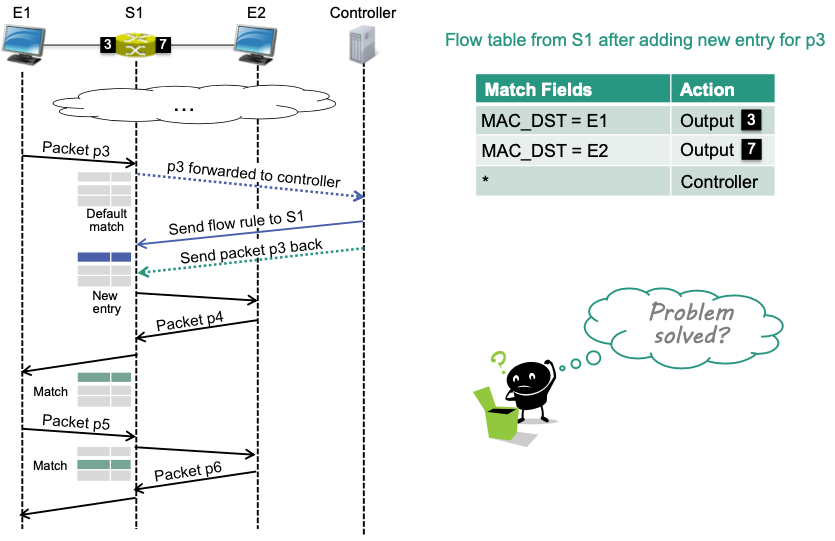 E1 S1 E2 Controller
3 7
...
Packet p3
p3 forwarded to controller
Default
match
Send flow rule to S1
Send packet p3 back
New
entry
Packet p4
Match
Packet p5
Match
Packet p6
Flow table from S1 after adding new entry for p3
Match Fields Action
MAC_DST = E1 Output 3
MAC_DST = E2 Output 7
* Controller
Problem
solved?
?